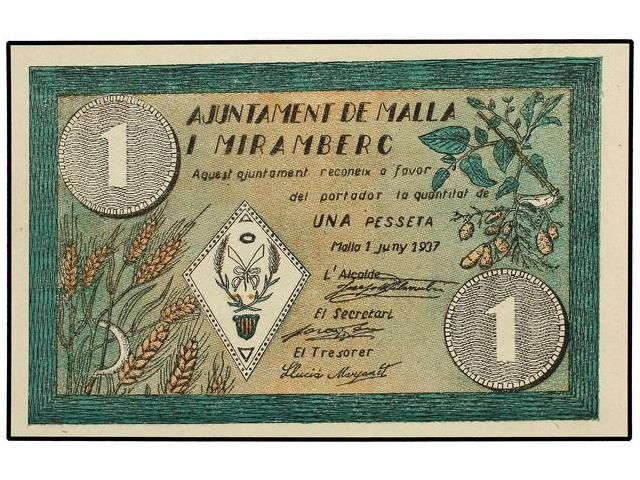 1
AJUNTAMENT DE MALLA
I MIRAMBERC
Aquest ajuntament reconeix a favor
del portador la quantitat de
UNA PESSETA
Malla 1 juny 1937
L'Alcalde
El Secretari
El Tresorer
Lluciá
1